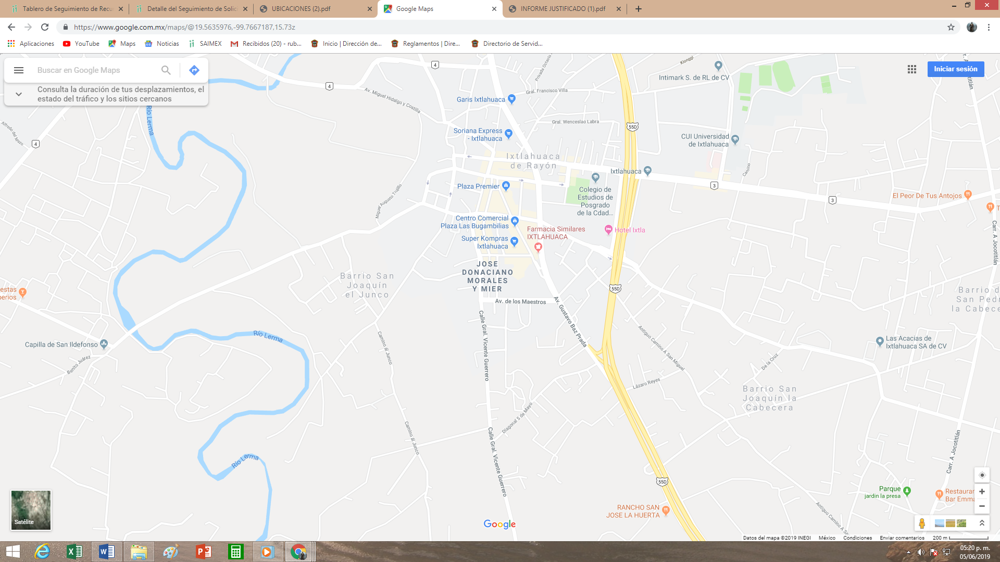 Tablero de Seguimiento de Recu
Detalle del Seguimiento de Solici
UBICACIONES (2).pdf
Google Maps
INFORME JUSTIFICADO (1).pdf
https://www.google.com.mx/maps/@19.5635976,-99.7667187,15.73z
Aplicaciones
YouTube
Maps
Noticias
SAIMEX
Recibidos (20) - rub...
Inicio | Dirección de...
Reglamentos | Dire...
Directorio de Servid...
Buscar en Google Maps
Consulta la duración de tus desplazamientos, el
estado del tráfico y los sitios cercanos
Iniciar sesión
4
4
4
Av. Miguel Hidalgo y Costilla
Privada Octavio
Klonggi
Intimark S. de RL de CV
Gral. Francisco Villa
Garis Ixtlahuaca
Gral. Wenceslao Labra
55D
Soriana Express
- Ixtlahuaca
CUI Universidad
de Ixtlahuaca
Río Lerma
Alfredo del Mazo
Ixtlahuaca
de Rayón
Ixtlahuaca
Camino
3
3
Plaza Premier
Colegio de
Estudios de
Posgrado
de la Cdad...
El Peor De Tus Antojos
T
Miguel Augusto Trujillo
Centro Comercial
Plaza Las Bugambilias
Farmacia Similares
IXTLAHUACA
Hotel Ixtla
Super Kompras
Ixtlahuaca
Carr. A Jocotitlán
JOSE
DONACIANO
MORALES
Y MIER
Barrio San
Joaquín
el Junco
55D
estas
perios
Barrio d
San Pedr
la Cabece
Av. de los Maestros
Av. Gustavo Baz Prada
Calle Gral. Vicente Guerrero
Río Lerma
Capilla de San Ildefonso
Benito Juárez
Camino ál Junco
Antiguo Camino A San Miguel
Las Acacias de
Ixtlahuaca SA de CV
De la Cruz
Lázaro Reyes
Barrio San
Joaquín la
Cabecera
Diagonal 5 de Mayo
Camino ál Junco
Calle Gral. Vicente Guerrero
Carr. A Jocotitlán
Río Lerma
55D
Parque
jardin la presa
Restauran
Bar Emma
RANCHO SAN
JOSE LA HUERTA
Satélite
Google
Datos del mapa ©2019 INEGI
México
Condiciones
Enviar comentarios
200 m
05:20 p. m.
05/06/2019